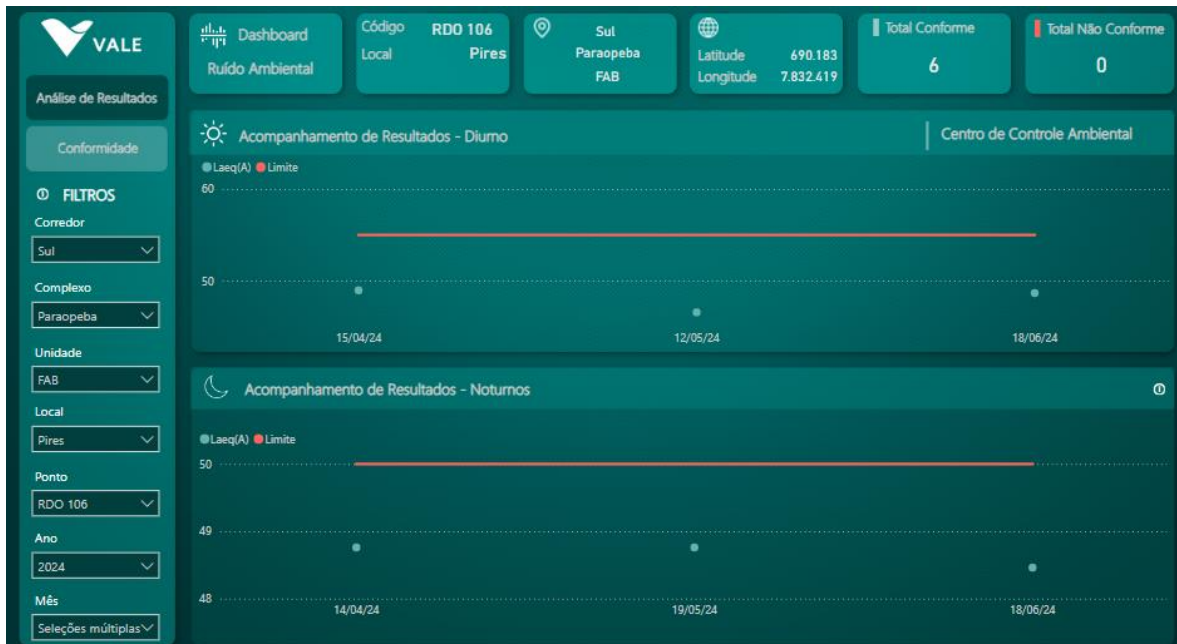 VALE
Análise de Resultados
Conformidade
FILTROS
Corredor
Sul
Complexo
Paraopeba
Unidade
FAB
Local
Pires
Ponto
RDO 106
Ano
2024
Mês
Seleções múltiplas
Dashboard
Ruído Ambiental
Código RDO 106
Local Pires
Sul
Paraopeba
FAB
Latitude 690.183
Longitude 7.832.419
Total Conforme
6
Total Não Conforme
0
Acompanhamento de Resultados - Diurno
Centro de Controle Ambiental
Laeq(A) Limite
60
50
15/04/24 12/05/24 18/06/24
Acompanhamento de Resultados - Noturnos
Laeq(A) Limite
50
49
48
14/04/24 19/05/24 18/06/24